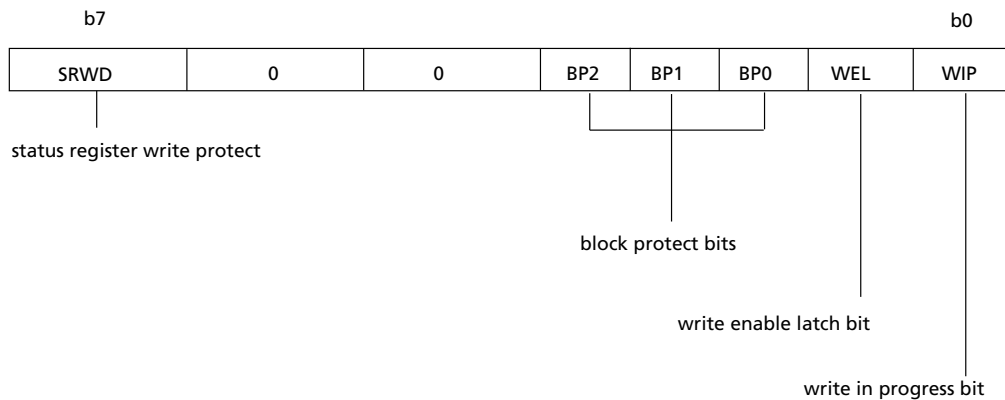 b7 b0
SRWD 0 0 BP2 BP1 BP0 WEL WIP
status register write protect
block protect bits
write enable latch bit
write in progress bit